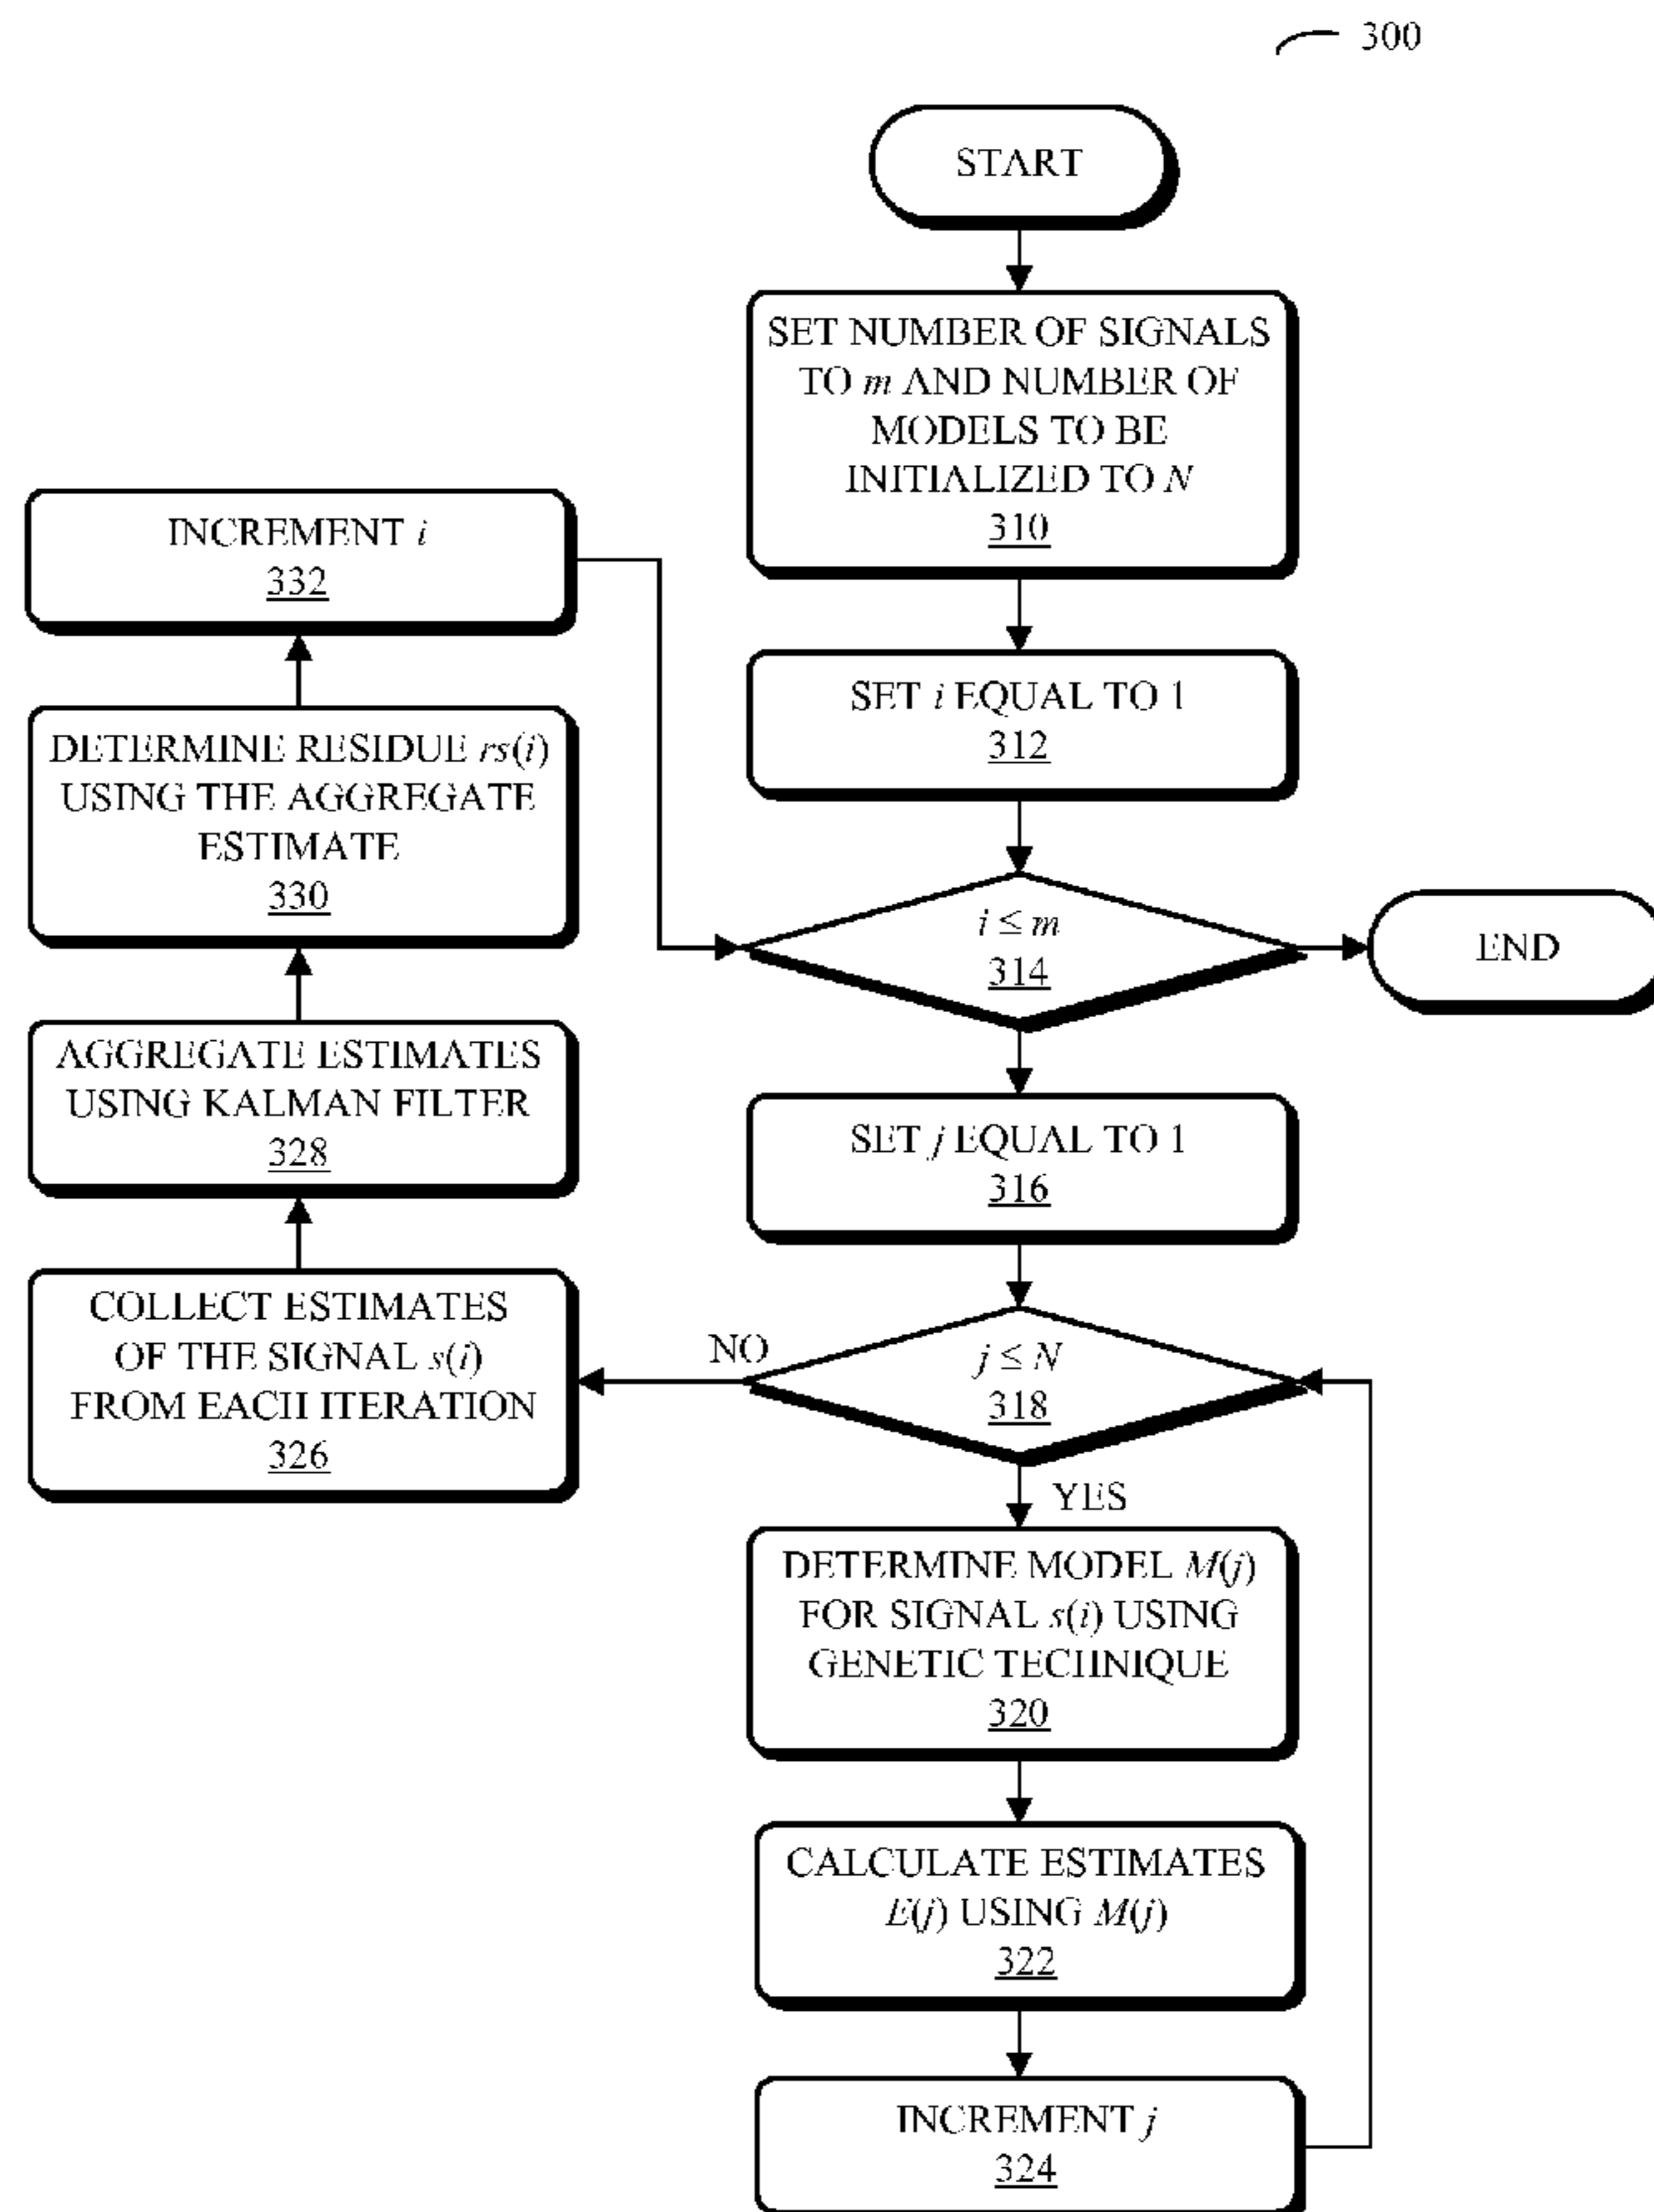 300
START
SET NUMBER OF SIGNALS
TO m AND NUMBER OF
MODELS TO BE
INITIALIZED TO N
310
SET i EQUAL TO 1
312
i ≤ m
314
END
SET j EQUAL TO 1
316
j ≤ N
318
NO
YES
DETERMINE MODEL M(j)
FOR SIGNAL s(i) USING
GENETIC TECHNIQUE
320
CALCULATE ESTIMATES
E(j) USING M(j)
322
INCREMENT j
324
COLLECT ESTIMATES
OF THE SIGNAL s(i)
FROM EACH ITERATION
326
AGGREGATE ESTIMATES
USING KALMAN FILTER
328
DETERMINE RESIDUE rs(i)
USING THE AGGREGATE
ESTIMATE
330
INCREMENT i
332